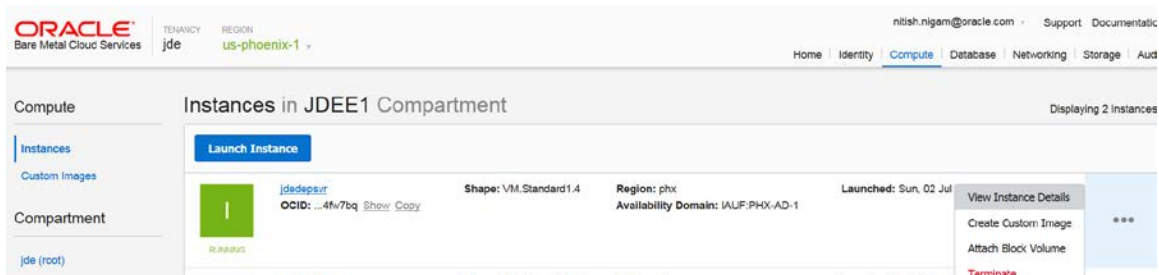 ORACLE®
Bare Metal Cloud Services
TENANCY
jde
REGION
us-phoenix-1
nitish.nigam@oracle.com
Support
Home
Identity
Compute
Database
Networking
Storage
Compute
Instances
Custom Images
Compartment
jde (root)
Instances in JDEE1 Compartment
Displaying 2 Instances
Launch Instance
I
RUNNING
jdedepsvr
OCID: ...4fw7bq Show Copy
Shape: VM.Standard1.4
Region: phx
Availability Domain: IAUF:PHX-AD-1
Launched: Sun, 02 Jul
View Instance Details
Create Custom Image
Attach Block Volume
Terminate